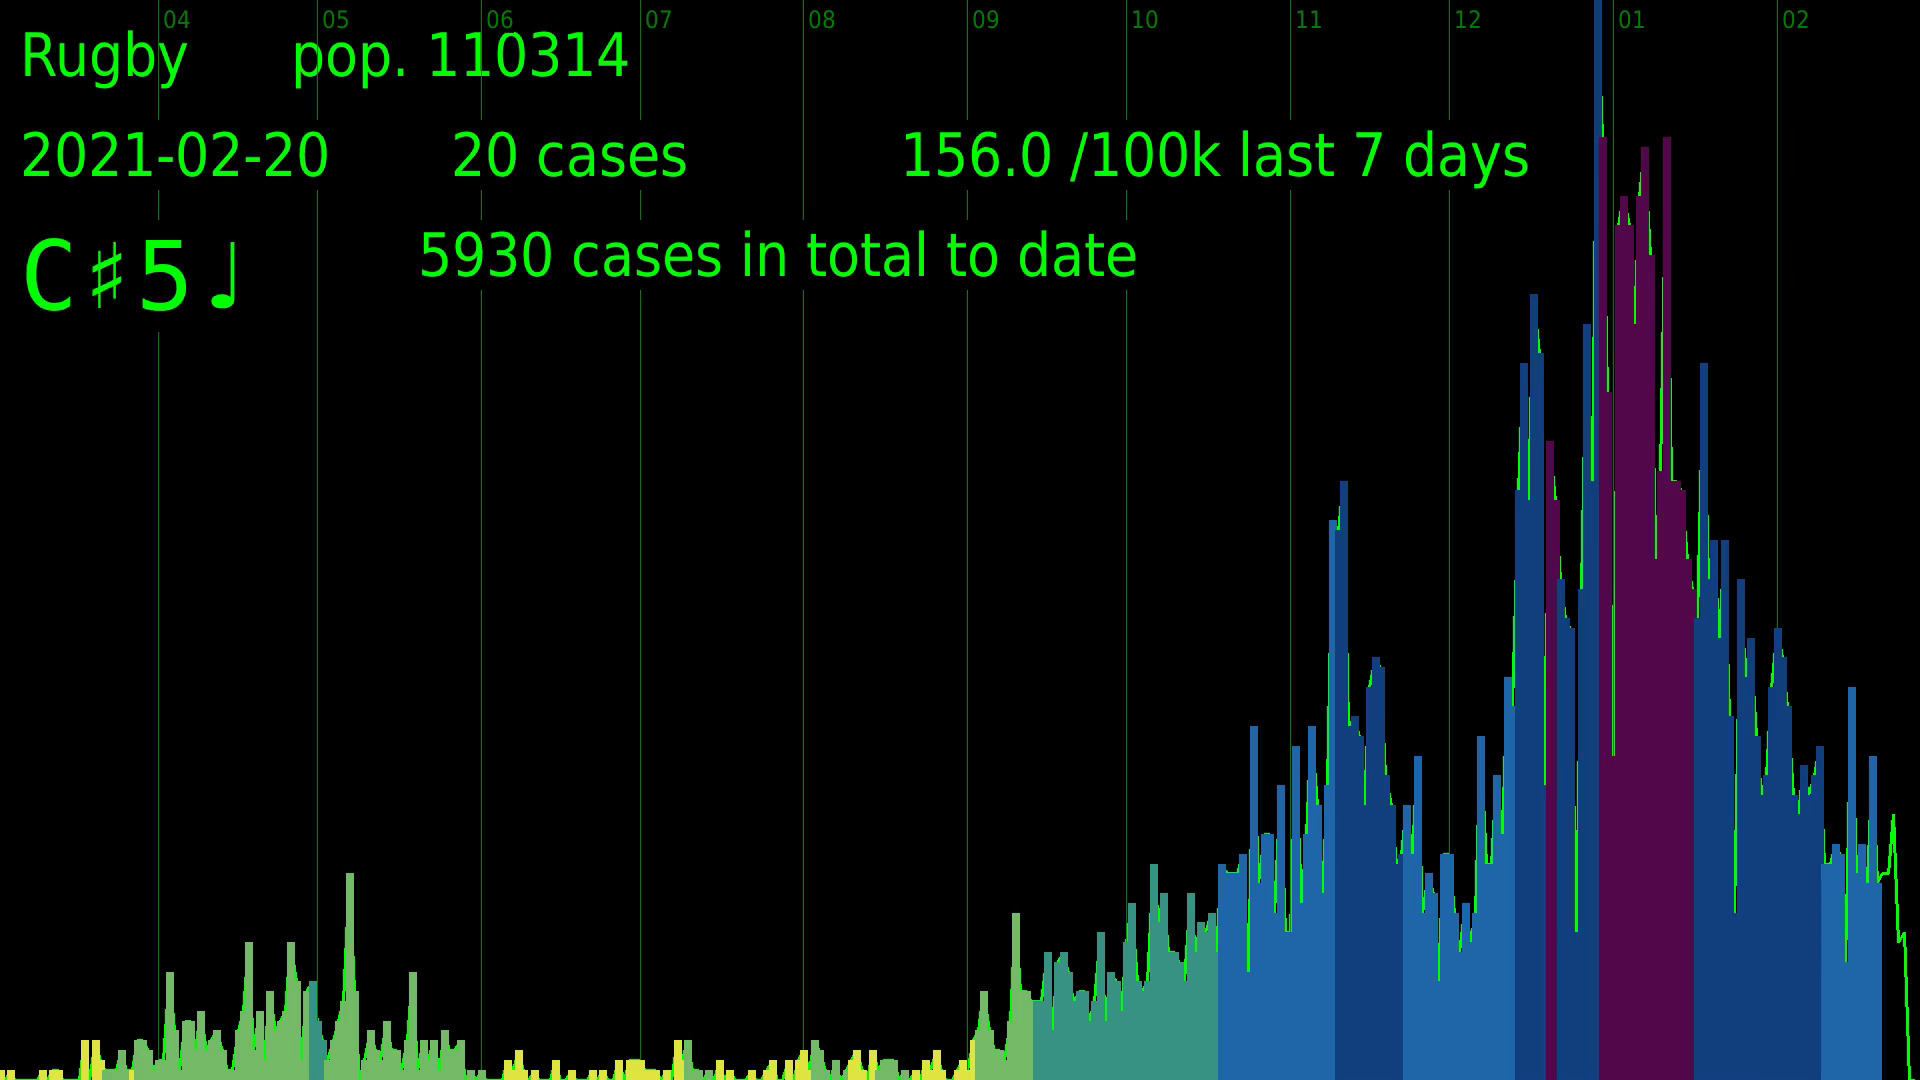 04 05 06 07 08 09 10 11 12 01 02
Rugby pop. 110314
2021-02-20 20 cases 156.0 /100k last 7 days
C♯5♩ 5930 cases in total to date